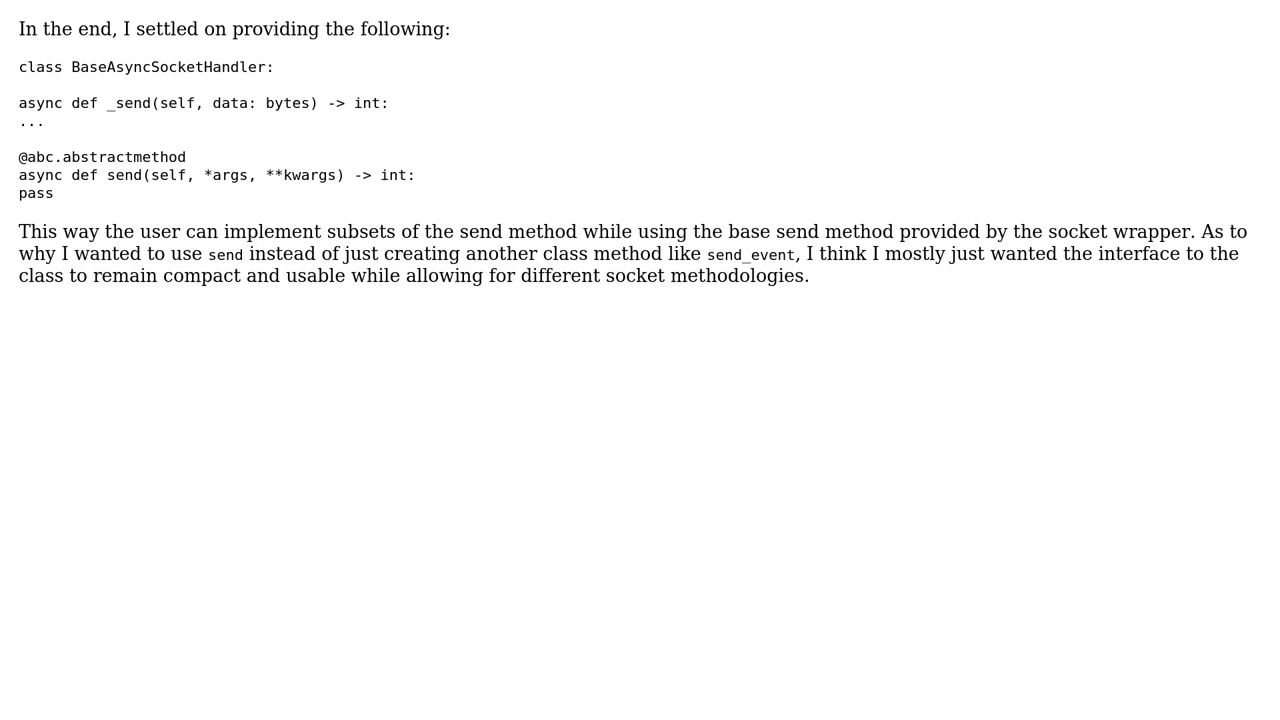 In the end, I settled on providing the following:
class BaseAsyncSocketHandler:
async def _send(self, data: bytes) -> int:
...
@abc.abstractmethod
async def send(self, *args, **kwargs) -> int:
pass
This way the user can implement subsets of the send method while using the base send method provided by the socket wrapper. As to
why I wanted to use send instead of just creating another class method like send_event, I think I mostly just wanted the interface to the
class to remain compact and usable while allowing for different socket methodologies.